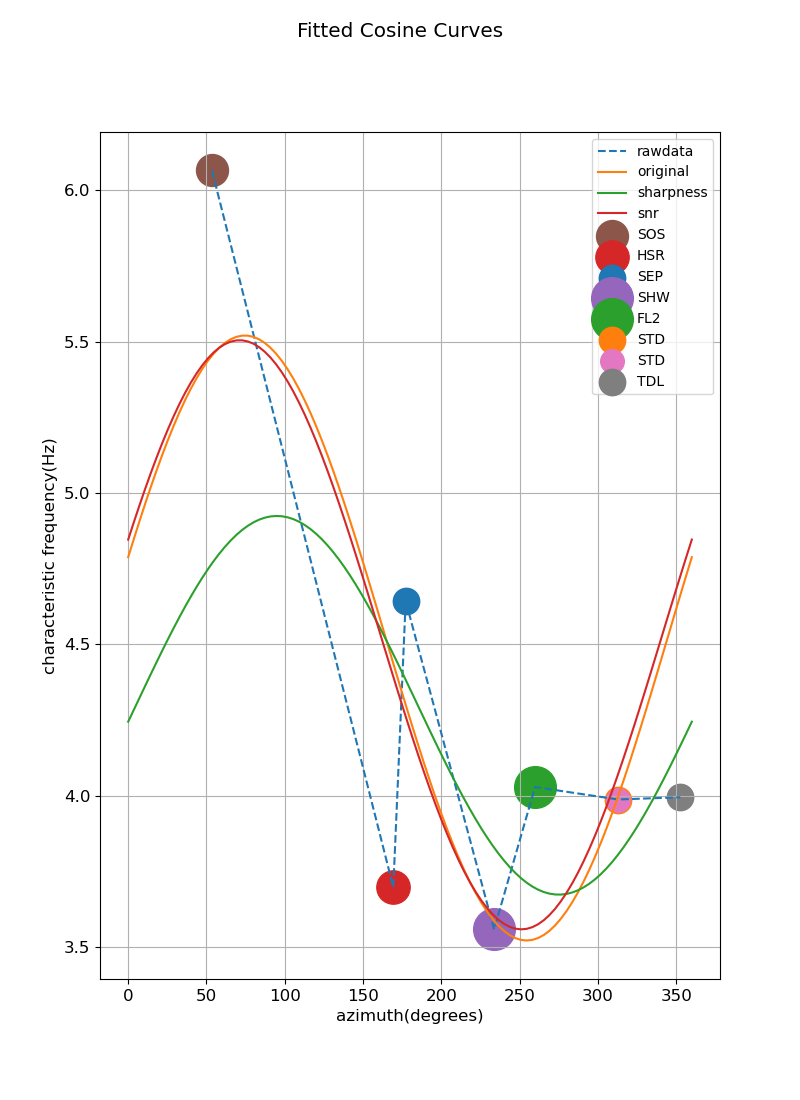 Fitted Cosine Curves
rawdata
original
sharpness
snr
SOS
HSR
SEP
SHW
FL2
STD
STD
TDL
characteristic frequency(Hz)
6.0
5.5
5.0
4.5
4.0
3.5
0 50 100 150 200 250 300 350
azimuth(degrees)